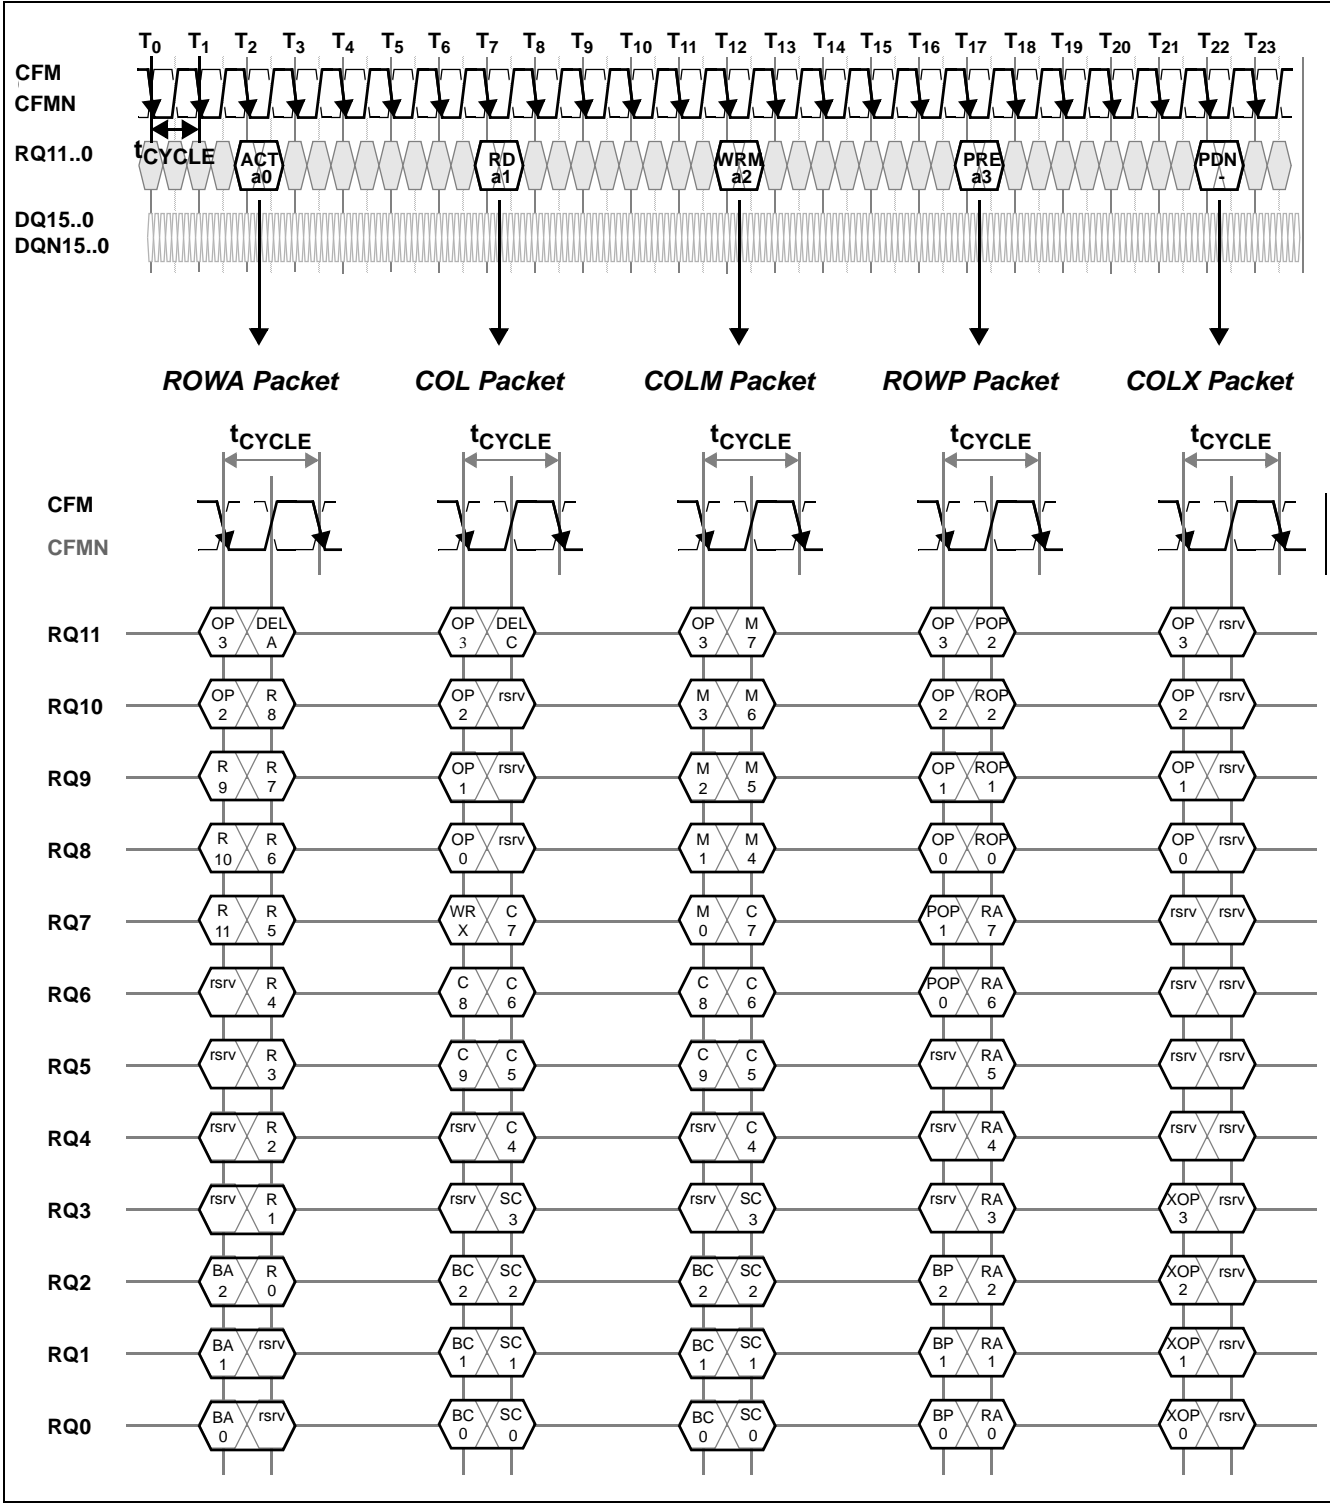 T0 T1 T2 T3 T4 T5 T6 T7 T8 T9 T10 T11 T12 T13 T14 T15 T16 T17 T18 T19 T20 T21 T22 T23
CFM
CFMN
tCYCLE
RQ11..0
ACT a0 RD a1 WRM a2 PRE a3 PDN -
DQ15..0
DQN15..0
ROWA Packet COL Packet COLM Packet ROWP Packet COLX Packet
tCYCLE tCYCLE tCYCLE tCYCLE tCYCLE
CFM
CFMN
RQ11 OP 3 DEL A OP 3 DEL C OP 3 M 7 OP 3 POP 2 OP 3 rsrv
RQ10 OP 2 R 8 OP 2 rsrv M 3 M 6 OP 2 ROP 2 OP 2 rsrv
RQ9 R 9 R 7 OP 1 rsrv M 2 M 5 OP 1 ROP 1 OP 1 rsrv
RQ8 R 10 R 6 OP 0 rsrv M 1 M 4 OP 0 ROP 0 OP 0 rsrv
RQ7 R 11 R 5 WR X C 7 M 0 C 7 POP 1 RA 7 rsrv rsrv
RQ6 rsrv R 4 C 8 C 6 C 8 C 6 POP 0 RA 6 rsrv rsrv
RQ5 rsrv R 3 C 9 C 5 C 9 C 5 rsrv RA 5 rsrv rsrv
RQ4 rsrv R 2 rsrv C 4 rsrv C 4 rsrv RA 4 rsrv rsrv
RQ3 rsrv R 1 rsrv SC 3 rsrv SC 3 rsrv RA 3 XOP 3 rsrv
RQ2 BA 2 R 0 BC 2 SC 2 BC 2 SC 2 BP 2 RA 2 XOP 2 rsrv
RQ1 BA 1 rsrv BC 1 SC 1 BC 1 SC 1 BP 1 RA 1 XOP 1 rsrv
RQ0 BA 0 rsrv BC 0 SC 0 BC 0 SC 0 BP 0 RA 0 XOP 0 rsrv